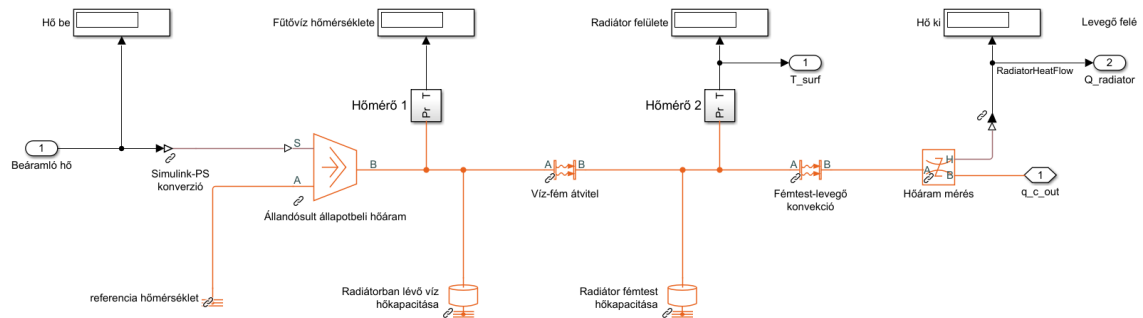 Hő be
Fűtővíz hőmérséklete
Radiátor felülete
Hő ki
Levegő felé
1
T_surf
RadiatorHeatFlow
2
Q_radiator
Hőmérő 1
Pr T
Hőmérő 2
Pr T
1
Beáramló hő
Simulink-PS
konverzió
S
A
B
Állandósult állapotbeli hőáram
A
B
Víz-fém átvitel
A
B
Fémtest-levegő
konvekció
A
H
B
Hőáram mérés
1
q_c_out
referencia hőmérséklet
Radiátorban lévő víz
hőkapacitása
Radiátor fémtest
hőkapacitása